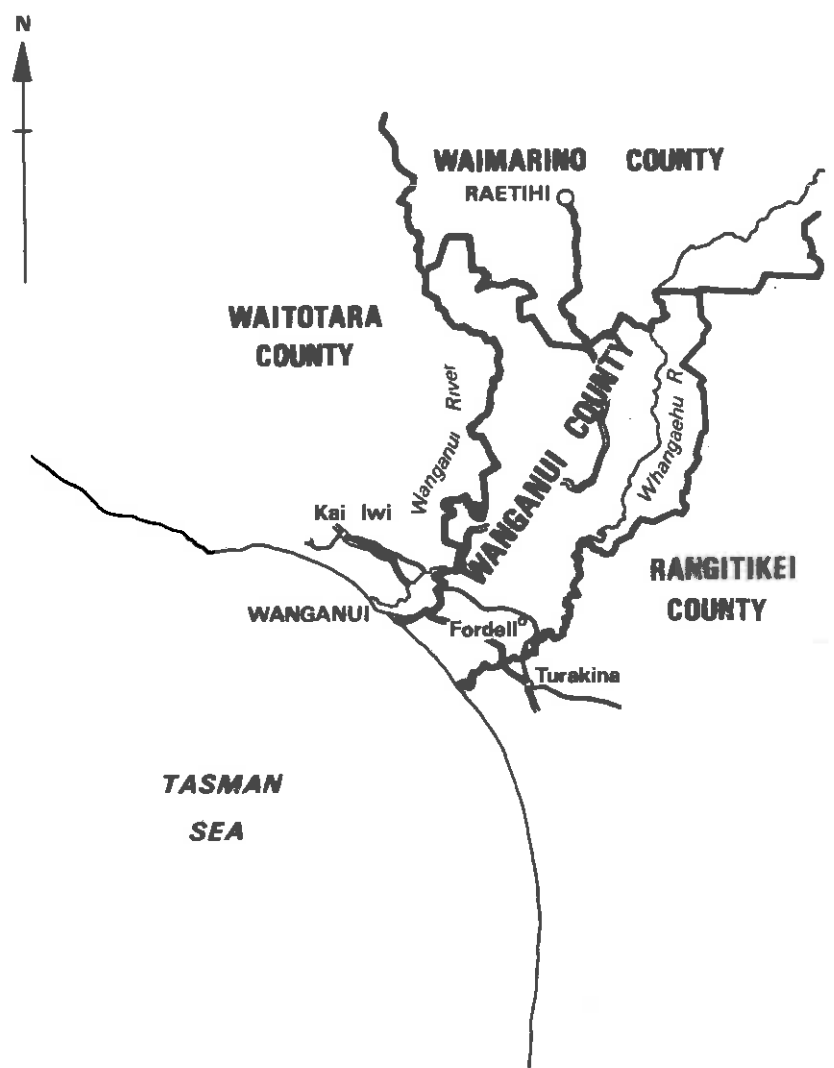 N
WAIMARINO COUNTY
RAETIHI
WAITOTARA
COUNTY
Wanganui River
WANGANUI COUNTY
Whangaehu R
Kai Iwi
RANGITIKEI
COUNTY
WANGANUI
Fordell
Turakina
TASMAN
SEA